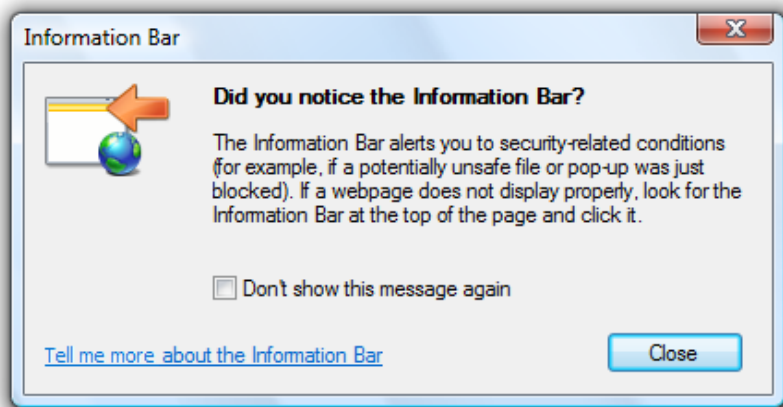 Information Bar
Did you notice the Information Bar?
The Information Bar alerts you to security-related conditions
(for example, if a potentially unsafe file or pop-up was just
blocked). If a webpage does not display properly, look for the
Information Bar at the top of the page and click it.
Don't show this message again
Tell me more about the Information Bar
Close